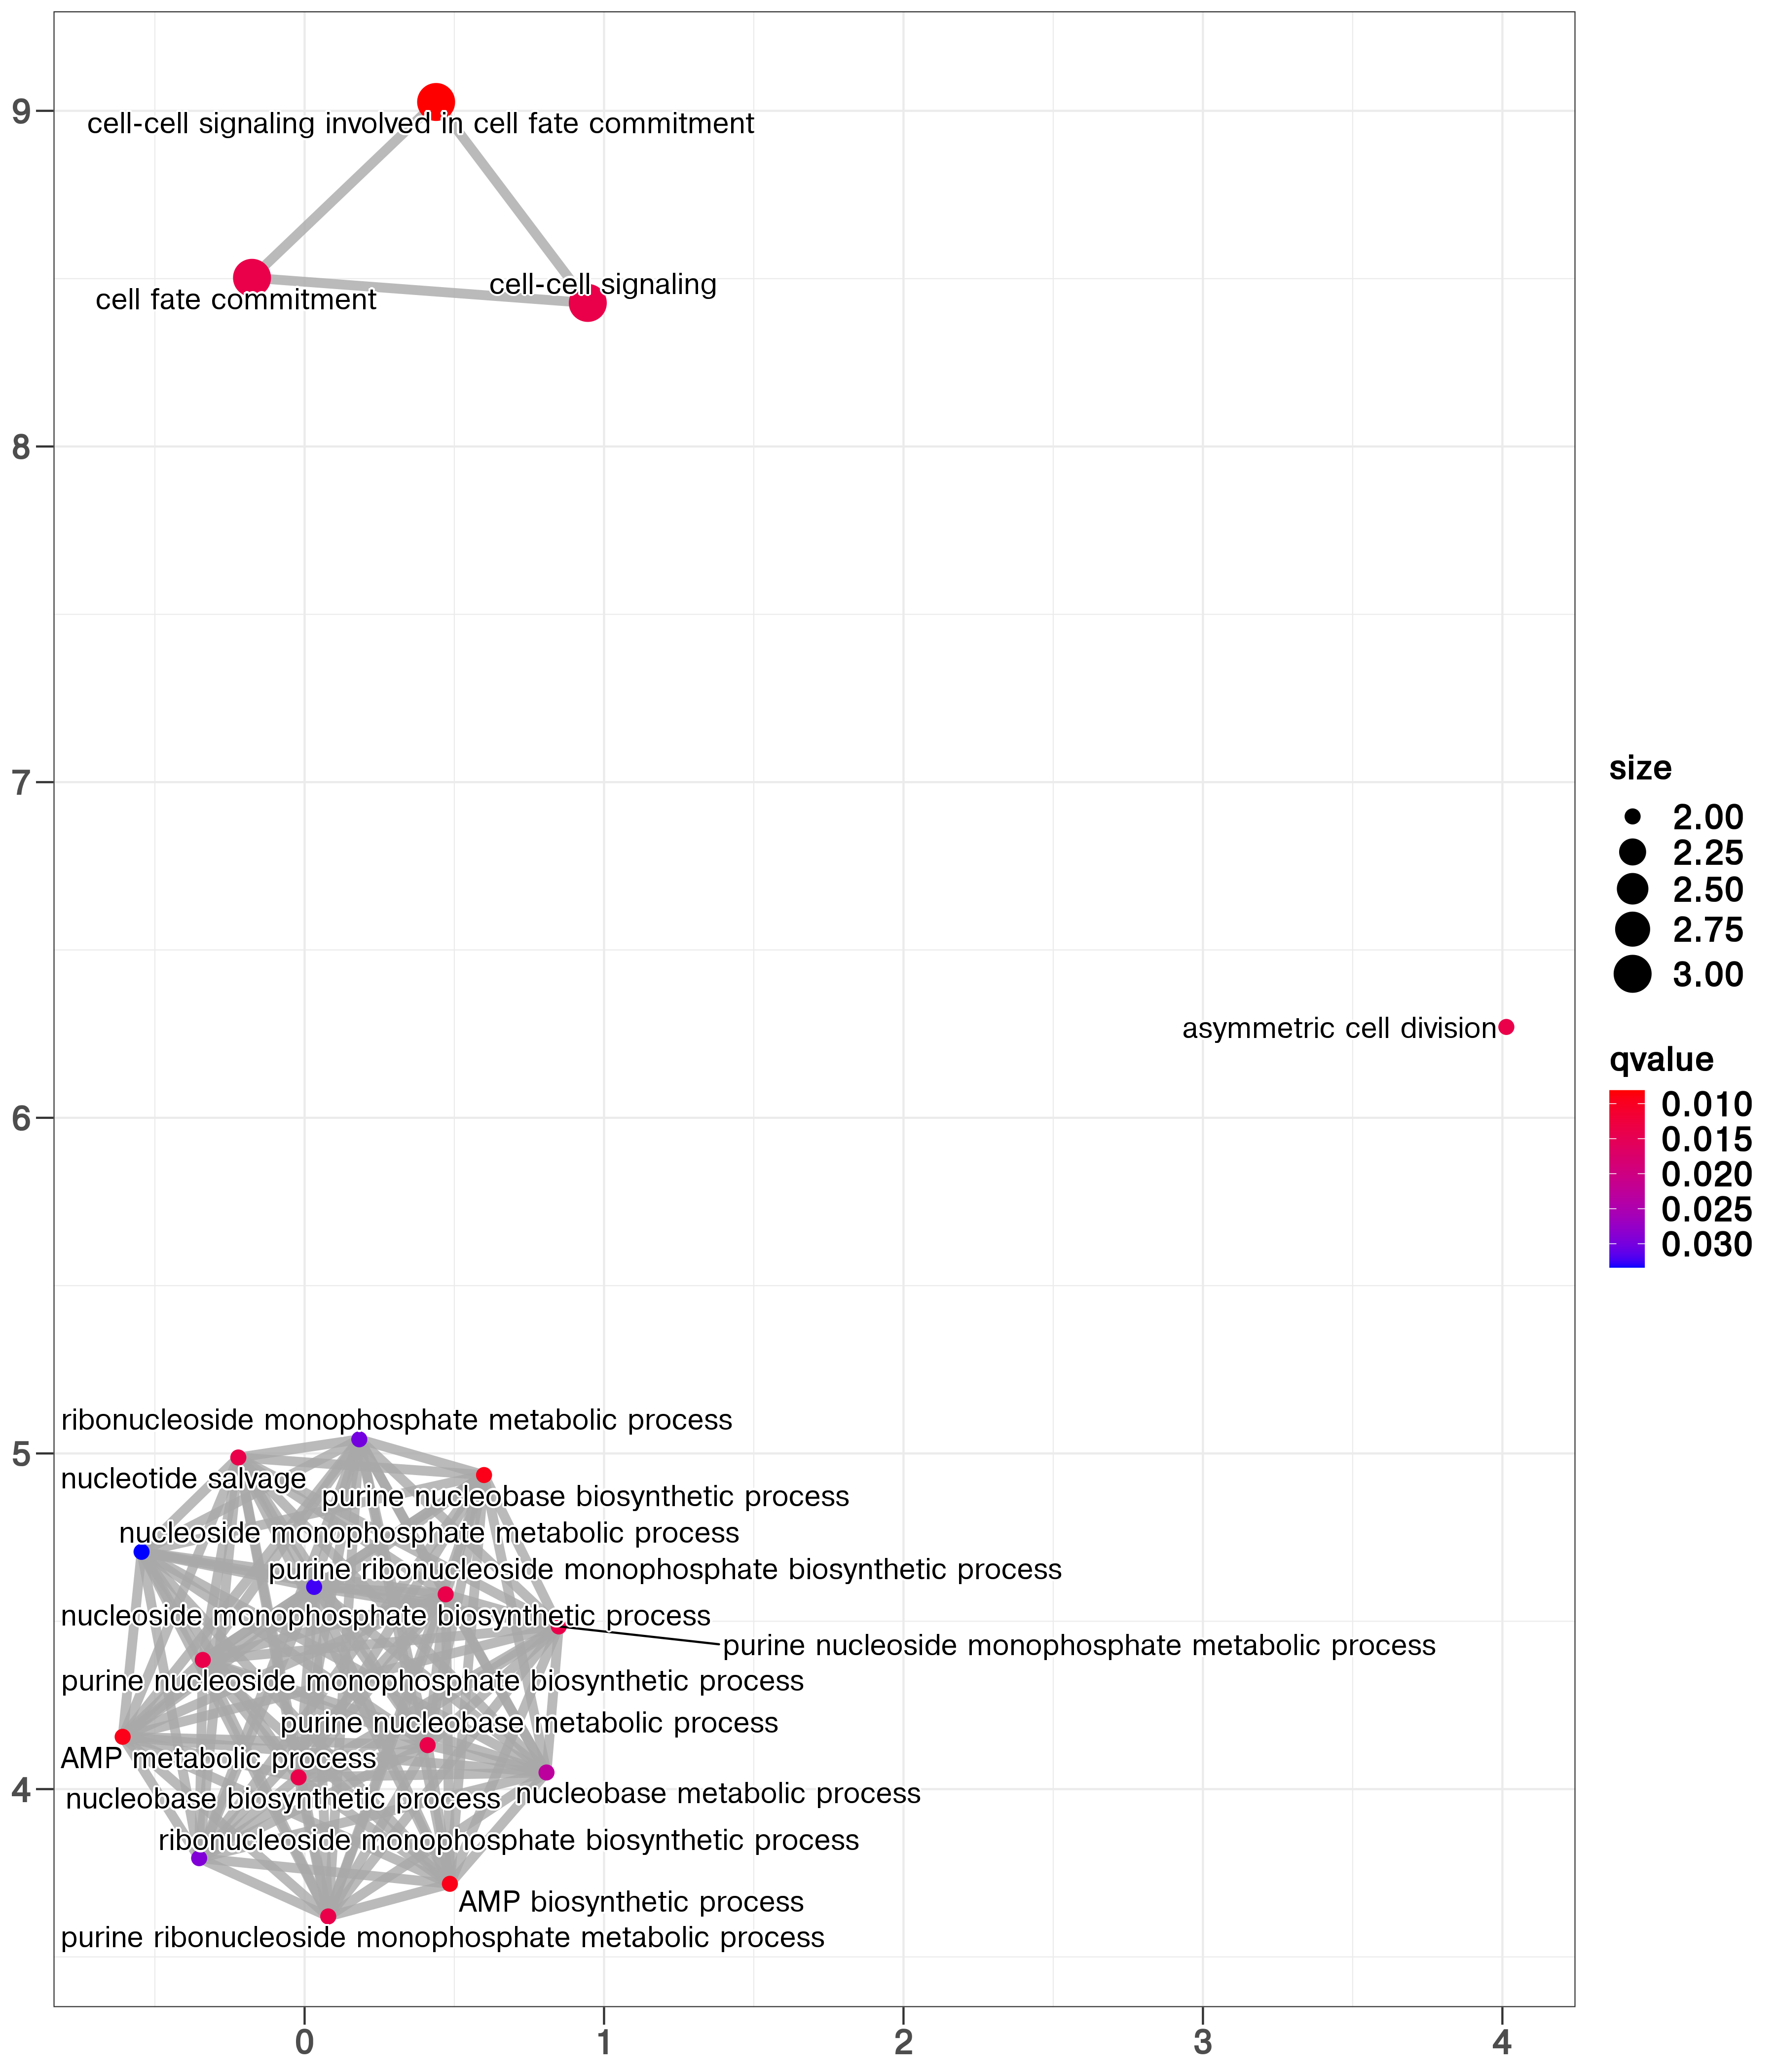 9
cell-cell signaling involved in cell fate commitment
cell-cell signaling
cell fate commitment
8
7
size
2.00
2.25
2.50
2.75
3.00
asymmetric cell division
qvalue
0.010
0.015
0.020
0.025
0.030
6
ribonucleoside monophosphate metabolic process
5
nucleotide salvage
purine nucleobase biosynthetic process
nucleoside monophosphate metabolic process
purine ribonucleoside monophosphate biosynthetic process
nucleoside monophosphate biosynthetic process
purine nucleoside monophosphate metabolic process
purine nucleoside monophosphate biosynthetic process
purine nucleobase metabolic process
AMP metabolic process
4
nucleobase metabolic process
nucleobase biosynthetic process
ribonucleoside monophosphate biosynthetic process
AMP biosynthetic process
purine ribonucleoside monophosphate metabolic process
0 1 2 3 4